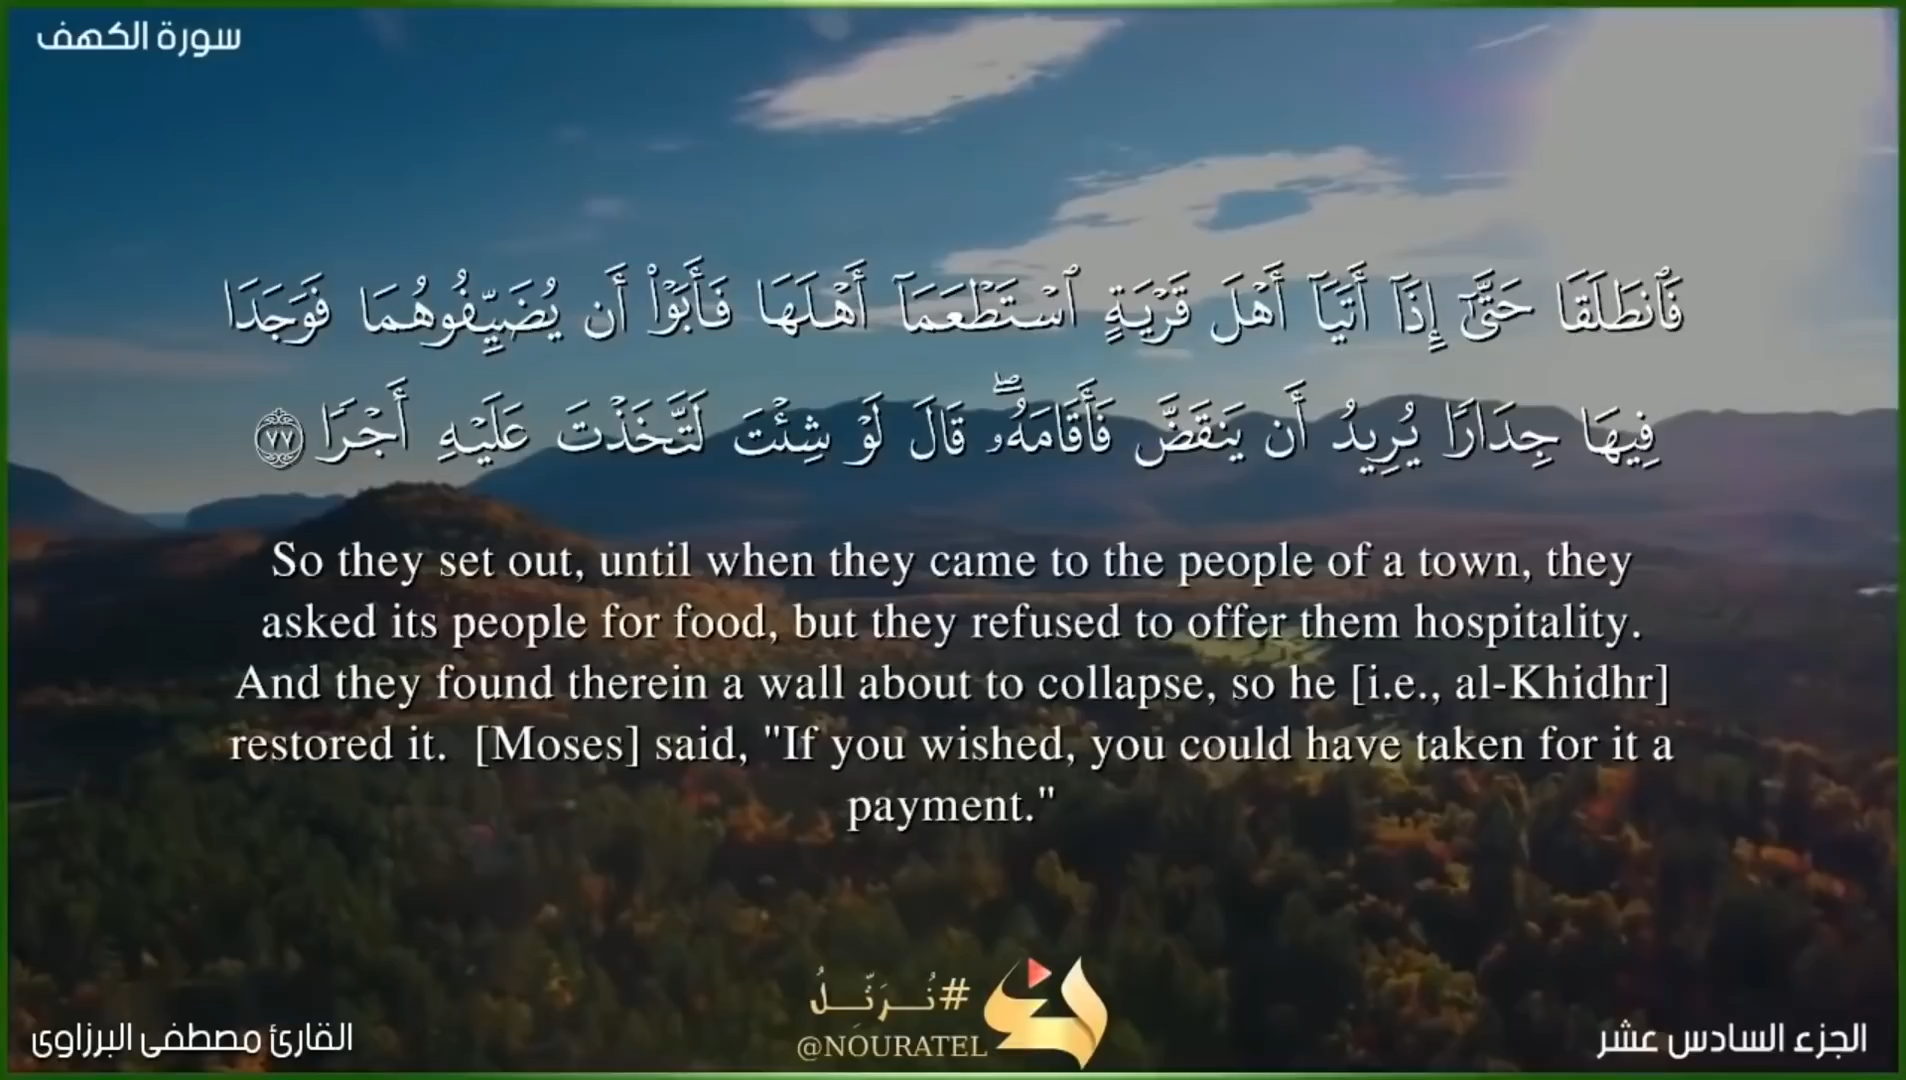 سورة الكهف
فَٱنطَلَقَا حَتَّىٰٓ إِذَآ أَتَيَآ أَهْلَ قَرْيَةٍ ٱسْتَطْعَمَآ أَهْلَهَا فَأَبَوْا۟ أَن يُضَيِّفُوهُمَا فَوَجَدَا
فِيهَا جِدَارًا يُرِيدُ أَن يَنقَضَّ فَأَقَامَهُۥ ۖ قَالَ لَوْ شِئْتَ لَتَّخَذْتَ عَلَيْهِ أَجْرًا ٧٧
So they set out, until when they came to the people of a town, they
asked its people for food, but they refused to offer them hospitality.
And they found therein a wall about to collapse, so he [i.e., al-Khidhr]
restored it. [Moses] said, "If you wished, you could have taken for it a
payment."
#نُرَتِّلُ
@NOURATEL
الجزء السادس عشر
القارئ مصطفى البرزاوى